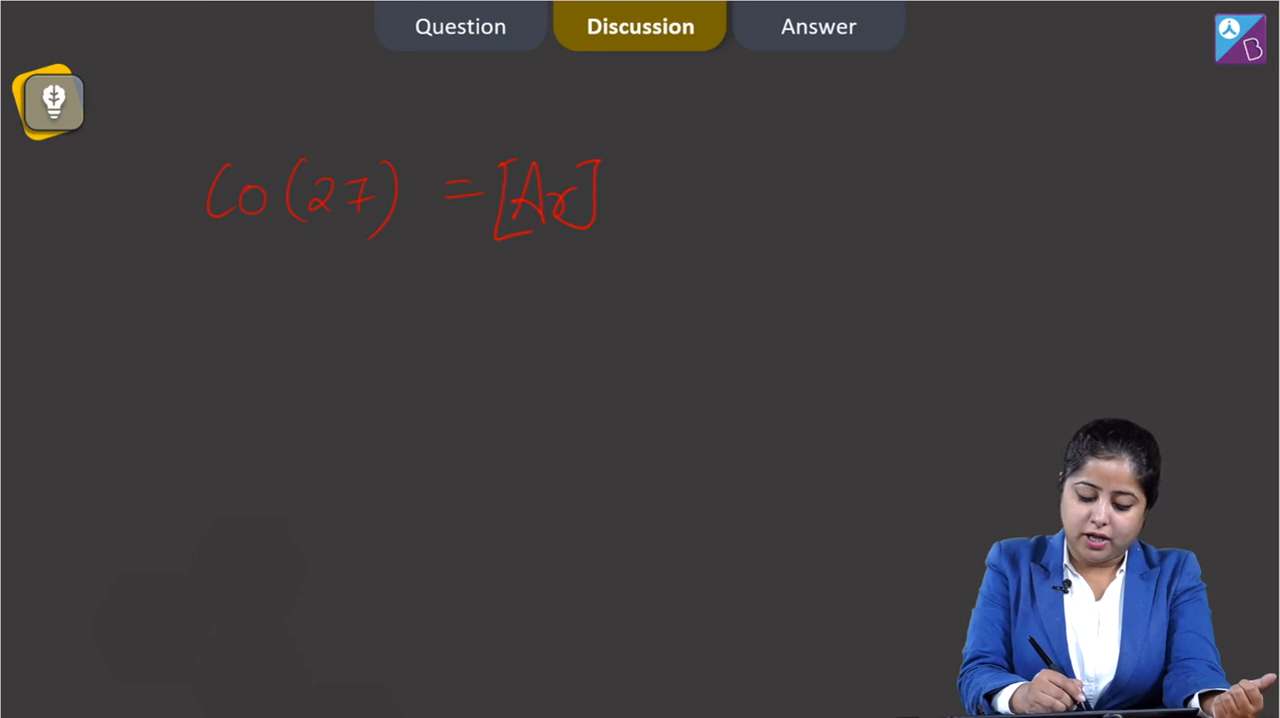 Question Discussion Answer
Co(27) = [Ar]